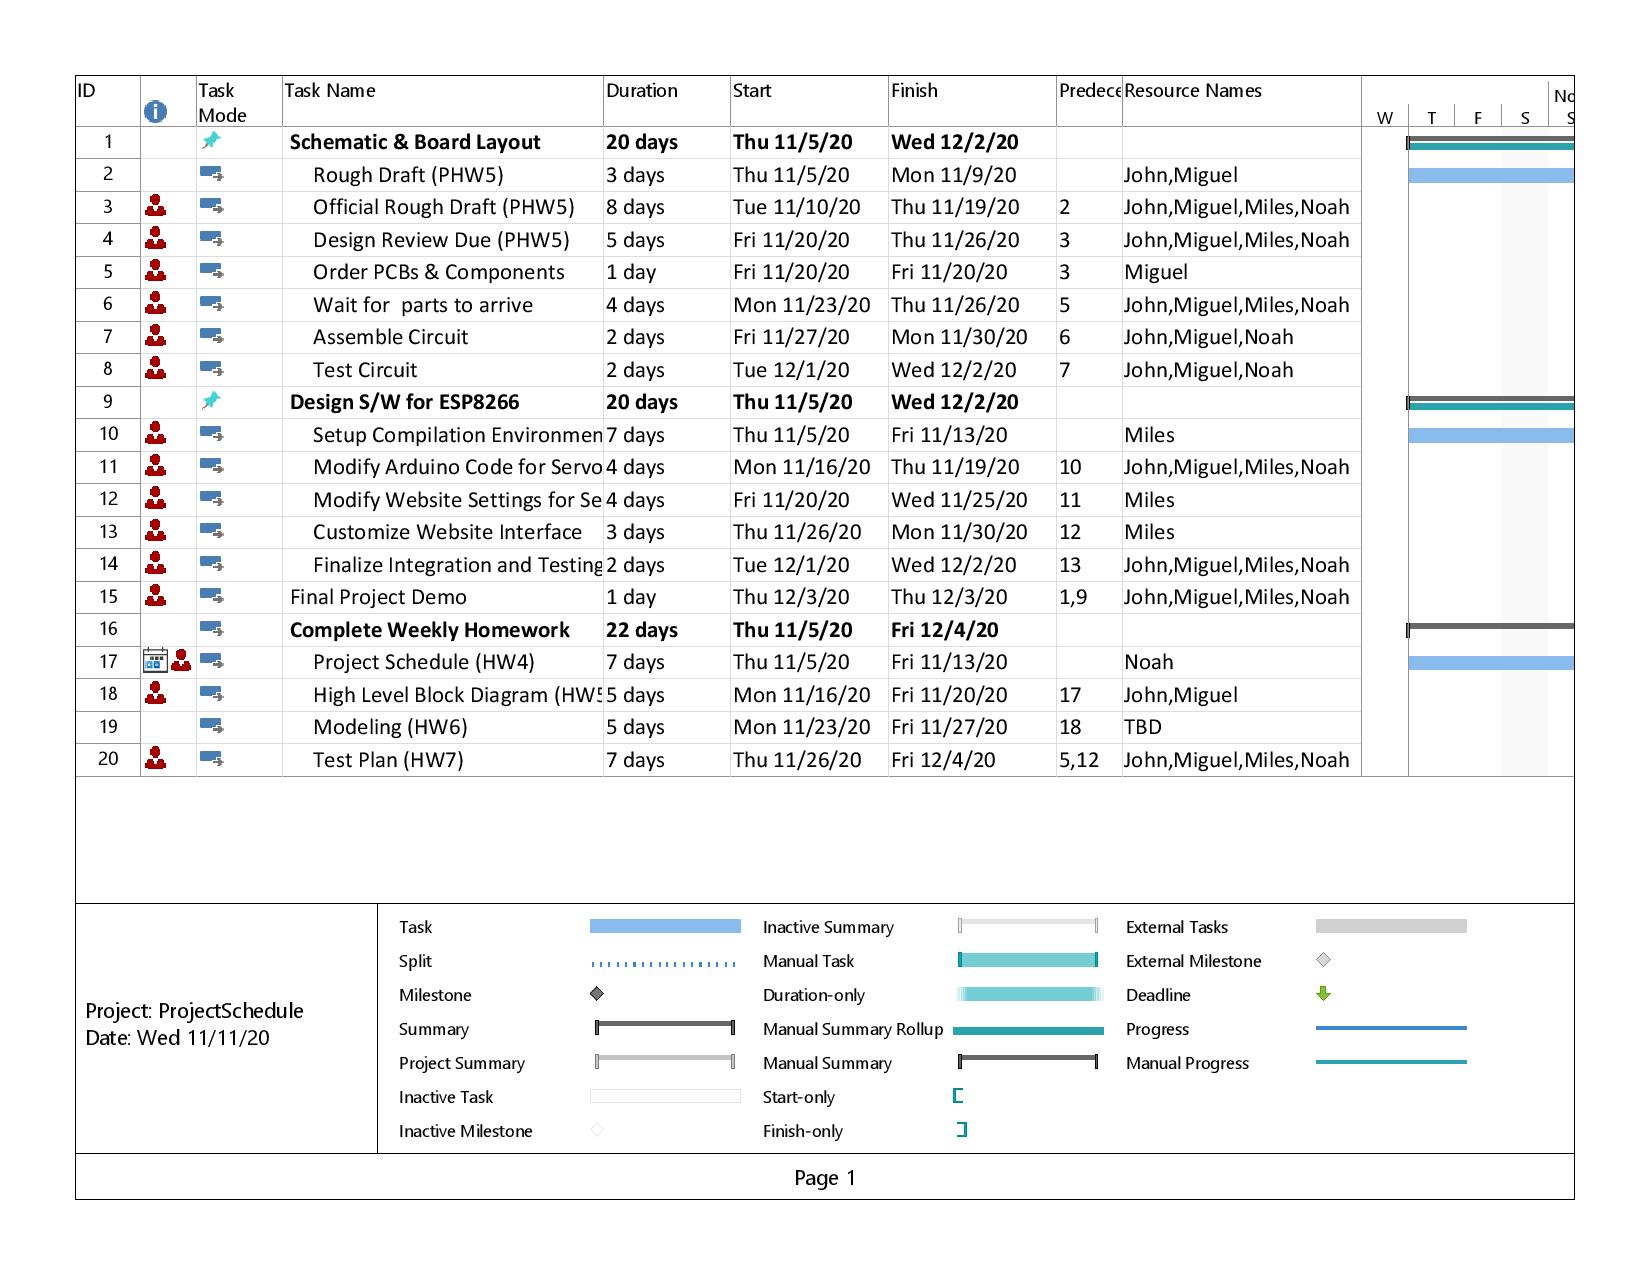 ID Task Mode Task Name Duration Start Finish Predece Resource Names
No
W T F S S
1 Schematic & Board Layout 20 days Thu 11/5/20 Wed 12/2/20
2 Rough Draft (PHW5) 3 days Thu 11/5/20 Mon 11/9/20 John,Miguel
3 Official Rough Draft (PHW5) 8 days Tue 11/10/20 Thu 11/19/20 2 John,Miguel,Miles,Noah
4 Design Review Due (PHW5) 5 days Fri 11/20/20 Thu 11/26/20 3 John,Miguel,Miles,Noah
5 Order PCBs & Components 1 day Fri 11/20/20 Fri 11/20/20 3 Miguel
6 Wait for  parts to arrive 4 days Mon 11/23/20 Thu 11/26/20 5 John,Miguel,Miles,Noah
7 Assemble Circuit 2 days Fri 11/27/20 Mon 11/30/20 6 John,Miguel,Noah
8 Test Circuit 2 days Tue 12/1/20 Wed 12/2/20 7 John,Miguel,Noah
9 Design S/W for ESP8266 20 days Thu 11/5/20 Wed 12/2/20
10 Setup Compilation Environmen 7 days Thu 11/5/20 Fri 11/13/20 Miles
11 Modify Arduino Code for Servo 4 days Mon 11/16/20 Thu 11/19/20 10 John,Miguel,Miles,Noah
12 Modify Website Settings for Se 4 days Fri 11/20/20 Wed 11/25/20 11 Miles
13 Customize Website Interface 3 days Thu 11/26/20 Mon 11/30/20 12 Miles
14 Finalize Integration and Testing 2 days Tue 12/1/20 Wed 12/2/20 13 John,Miguel,Miles,Noah
15 Final Project Demo 1 day Thu 12/3/20 Thu 12/3/20 1,9 John,Miguel,Miles,Noah
16 Complete Weekly Homework 22 days Thu 11/5/20 Fri 12/4/20
17 Project Schedule (HW4) 7 days Thu 11/5/20 Fri 11/13/20 Noah
18 High Level Block Diagram (HW5 5 days Mon 11/16/20 Fri 11/20/20 17 John,Miguel
19 Modeling (HW6) 5 days Mon 11/23/20 Fri 11/27/20 18 TBD
20 Test Plan (HW7) 7 days Thu 11/26/20 Fri 12/4/20 5,12 John,Miguel,Miles,Noah
Project: ProjectSchedule
Date: Wed 11/11/20
Task Inactive Summary External Tasks
Split Manual Task External Milestone
Milestone Duration-only Deadline
Summary Manual Summary Rollup Progress
Project Summary Manual Summary Manual Progress
Inactive Task Start-only
Inactive Milestone Finish-only
Page 1